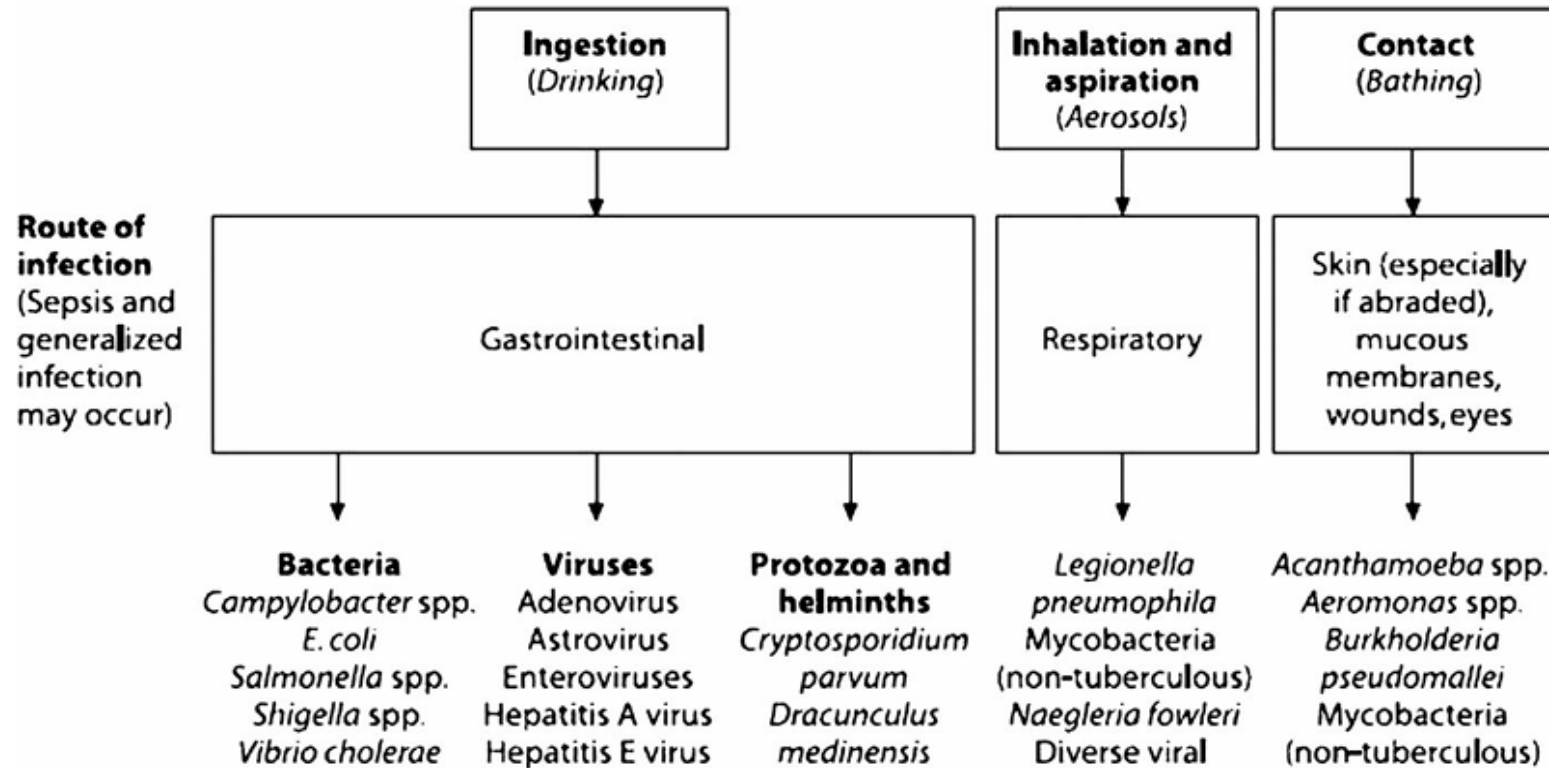 Ingestion
(Drinking)
Inhalation and
aspiration
(Aerosols)
Contact
(Bathing)
Route of
infection
(Sepsis and
generalized
infection
may occur)
Gastrointestinal
Respiratory
Skin (especially
if abraded),
mucous
membranes,
wounds, eyes
Bacteria
Campylobacter spp.
E. coli
Salmonella spp.
Shigella spp.
Vibrio cholerae
Viruses
Adenovirus
Astrovirus
Enteroviruses
Hepatitis A virus
Hepatitis E virus
Protozoa and
helminths
Cryptosporidium
parvum
Dracunculus
medinensis
Legionella
pneumophila
Mycobacteria
(non-tuberculous)
Naegleria fowleri
Diverse viral
Acanthamoeba spp.
Aeromonas spp.
Burkholderia
pseudomallei
Mycobacteria
(non-tuberculous)